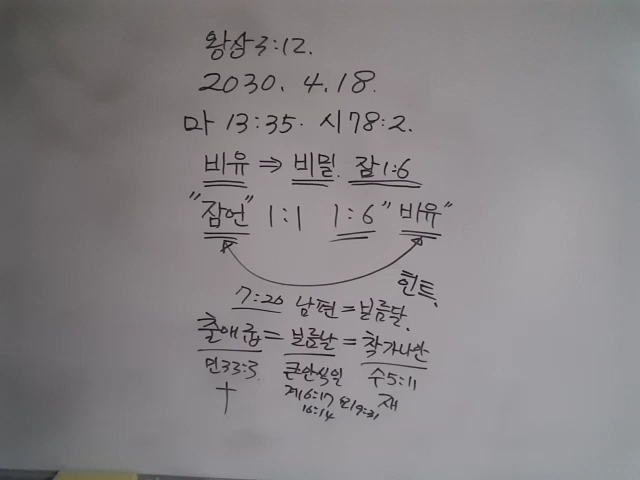 왕상3:12.
2030. 4. 18.
마 13:35. 시78:2.
비유 ⇒ 비밀. 잠1:6
"잠언" 1:1 1:6 "비유"
힌트.
7:20 남편=보름달.
출애굽=보름날=착가나안
민33:3. 큰안식일 수5:11
† 계16:17 요19:31 재
16:14